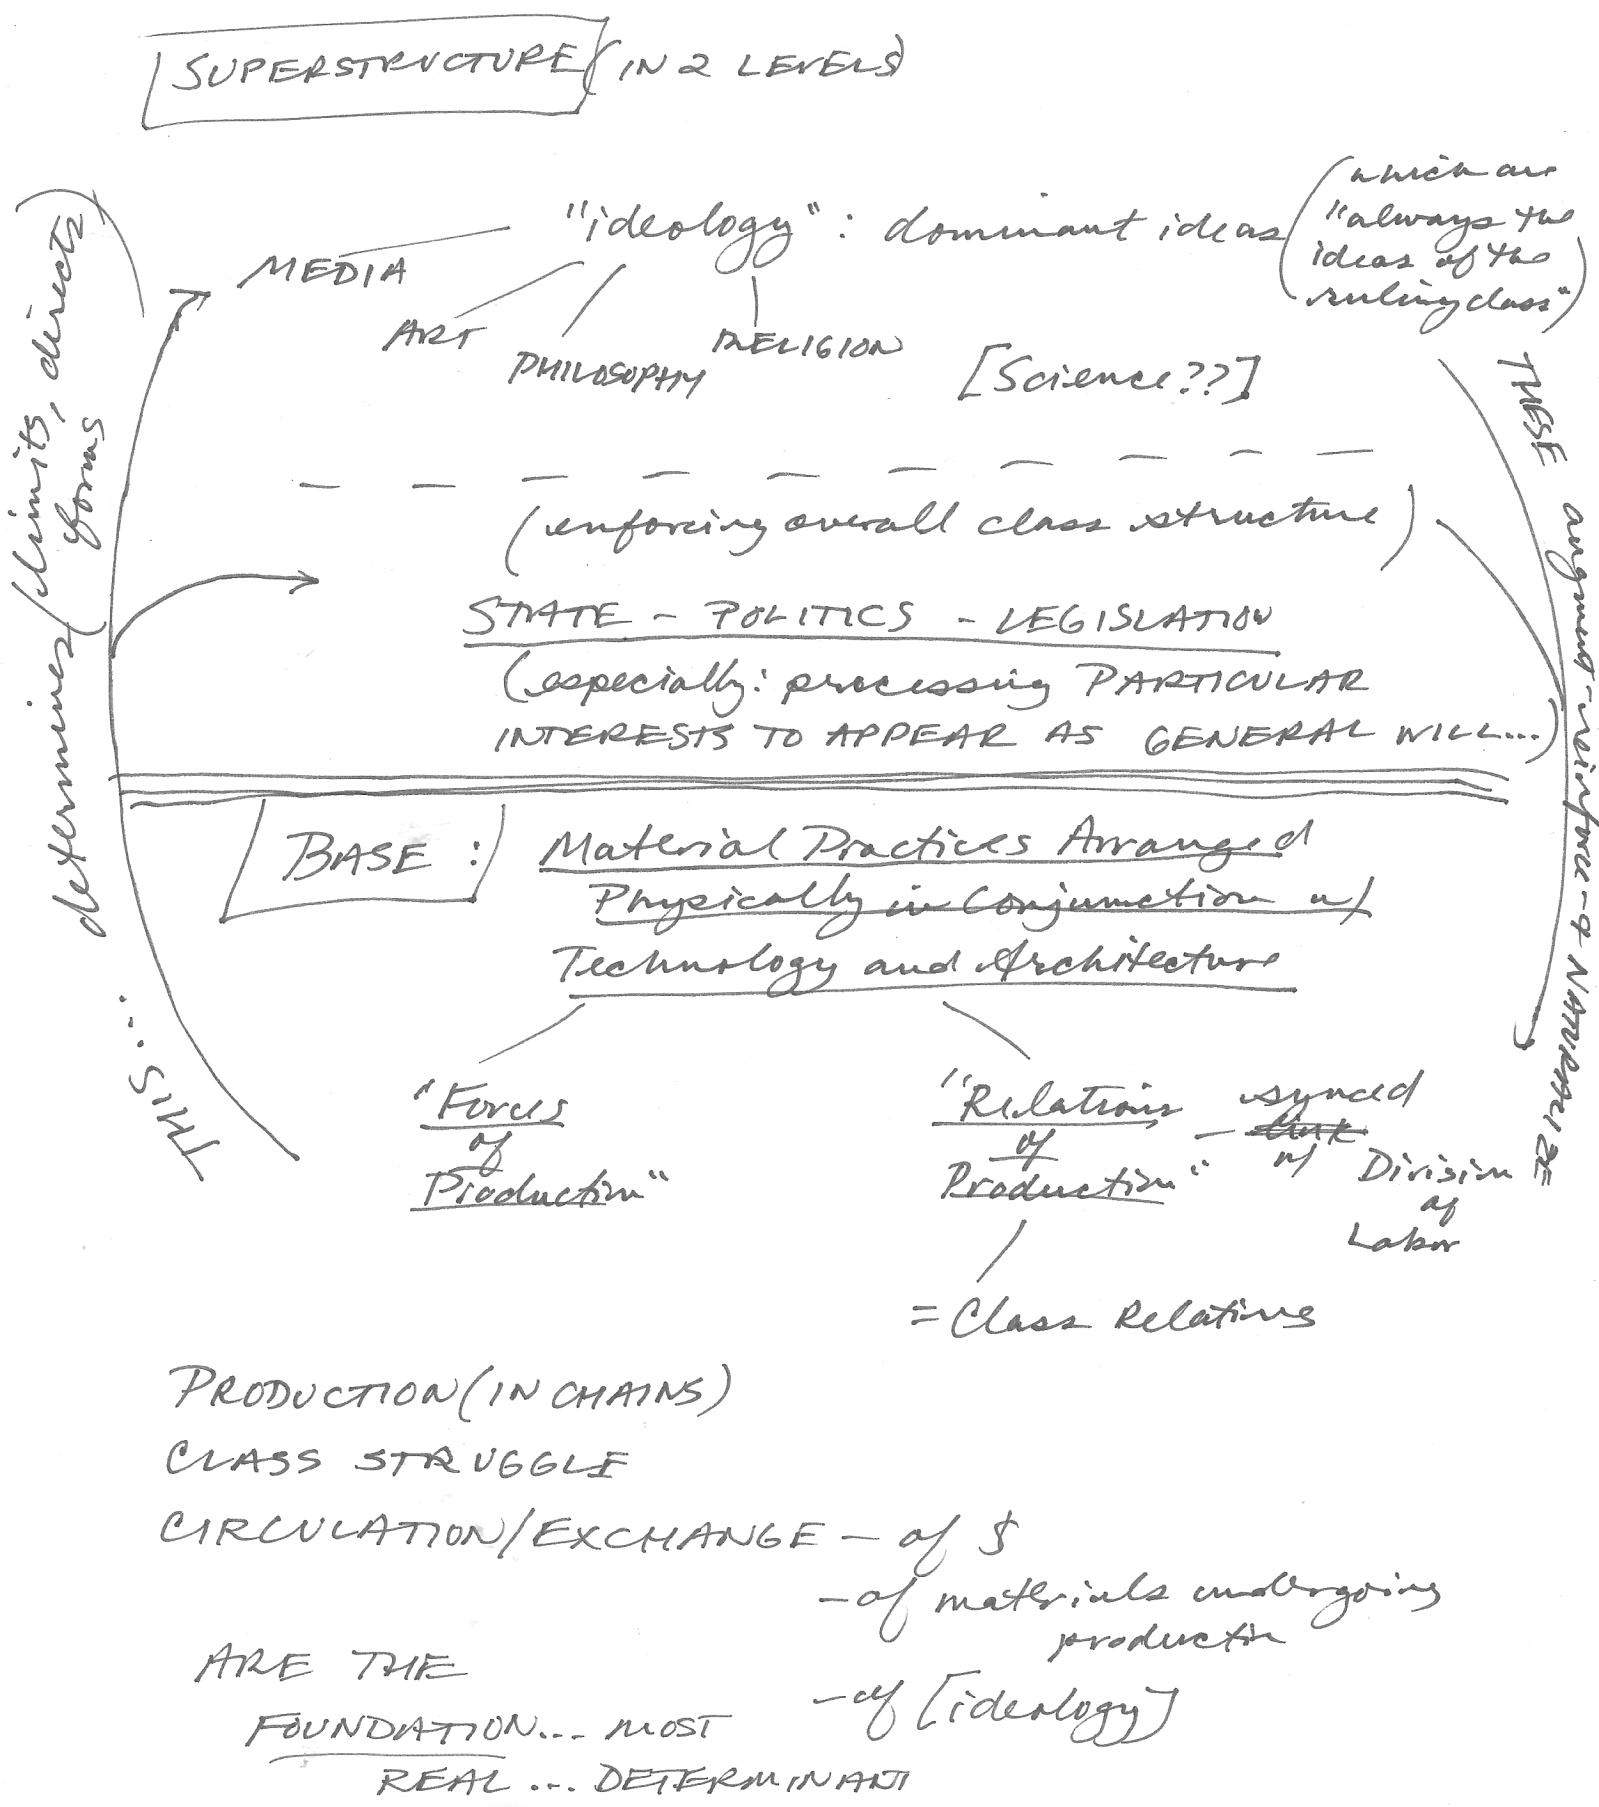 SUPERSTRUCTURE (IN 2 LEVELS)
"ideology": dominant ideas
(which are
"always the
ideas of the
ruling class")
MEDIA
ART
PHILOSOPHY
RELIGION
[Science??]
(enforcing overall class structure)
STATE - POLITICS - LEGISLATION
(especially: processing PARTICULAR
INTERESTS TO APPEAR AS GENERAL WILL...)
THIS... determines (limits, directs)
forms
THESE augment-reinforce-& NATURALIZE
BASE: Material Practices Arranged
Physically in Conjunction w/
Technology and Architecture
"Forces
of
Production"
"Relations
of
Production" - synced
link
w/
Division
of
Labor
= Class Relations
PRODUCTION (IN CHAINS)
CLASS STRUGGLE
CIRCULATION/EXCHANGE - of $
- of materials undergoing
production
- of [ideology]
ARE THE
FOUNDATION... MOST
REAL... DETERMINANT